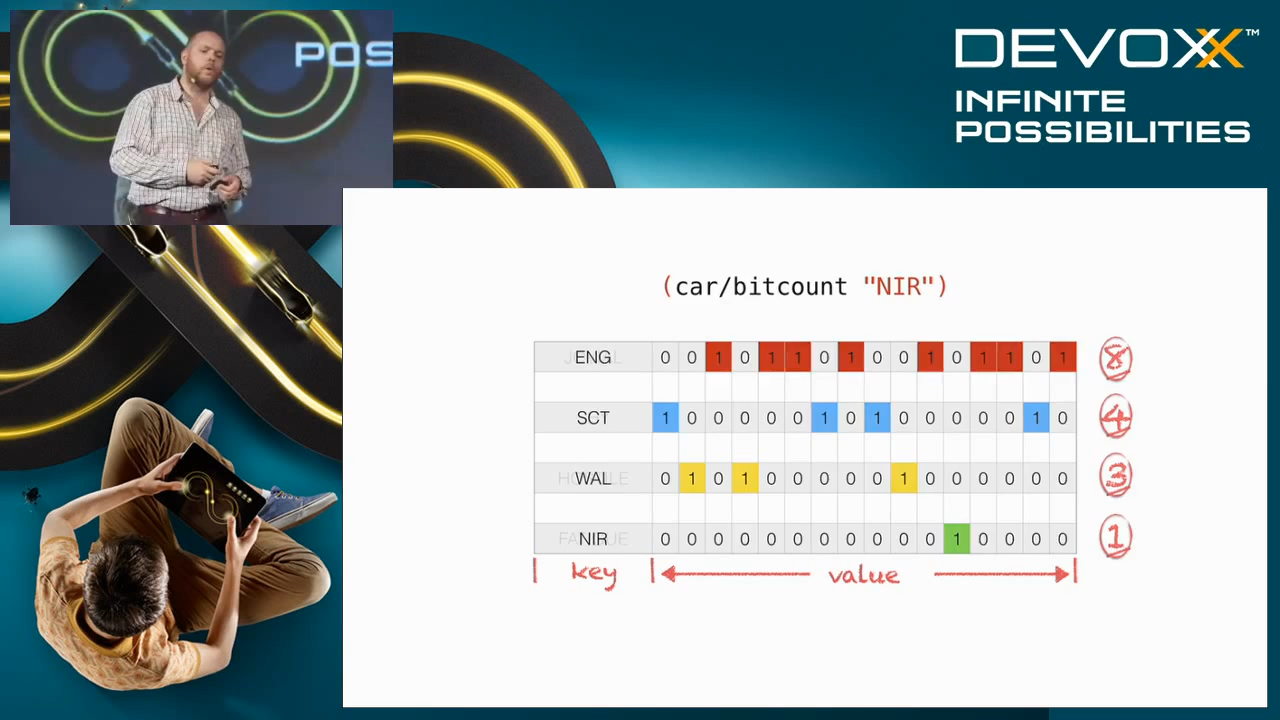 POS
DEVOXX™
INFINITE
POSSIBILITIES
(car/bitcount "NIR")
ENG 0 0 1 0 1 1 0 1 0 0 1 0 1 1 0 1 8
SCT 1 0 0 0 0 0 1 0 1 0 0 0 0 0 1 0 4
WAL 0 1 0 1 0 0 0 0 0 1 0 0 0 0 0 0 3
NIR 0 0 0 0 0 0 0 0 0 0 0 1 0 0 0 0 1
key value